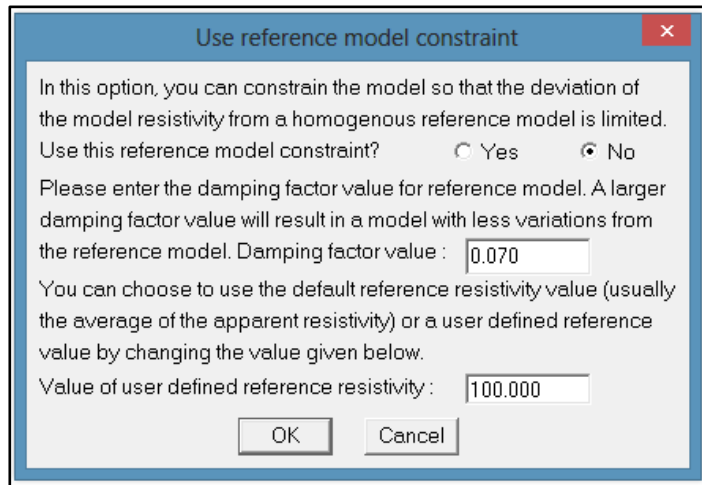 Use reference model constraint
x
In this option, you can constrain the model so that the deviation of
the model resistivity from a homogenous reference model is limited.
Use this reference model constraint? Yes No
Please enter the damping factor value for reference model. A larger
damping factor value will result in a model with less variations from
the reference model. Damping factor value : 0.070
You can choose to use the default reference resistivity value (usually
the average of the apparent resistivity) or a user defined reference
value by changing the value given below.
Value of user defined reference resistivity : 100.000
OK Cancel